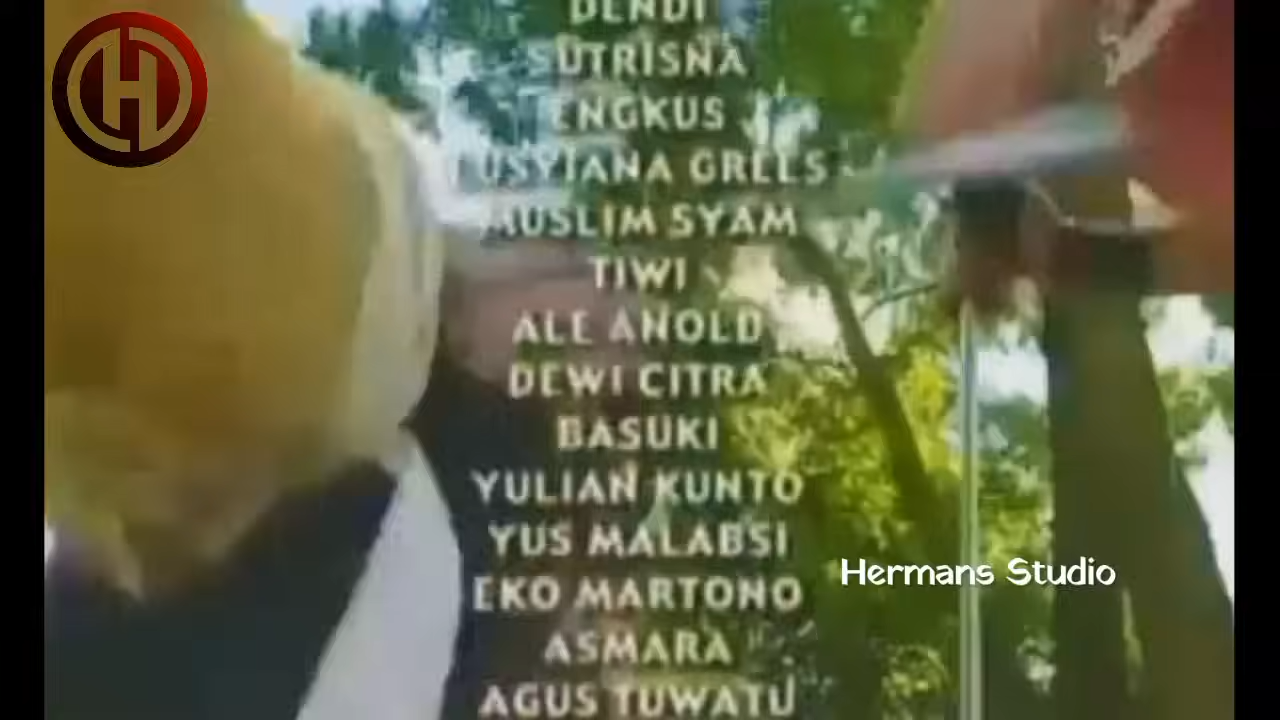 DENDI
SUTRISNA
ENGKUS
MUSLIM SYAM
TIWI
ALE ANOLD
DEWI CITRA
BASUKI
YULIAN KUNTO
YUS MALABSI
EKO MARTONO
ASMARA
AGUS TUWATU
Hermans Studio